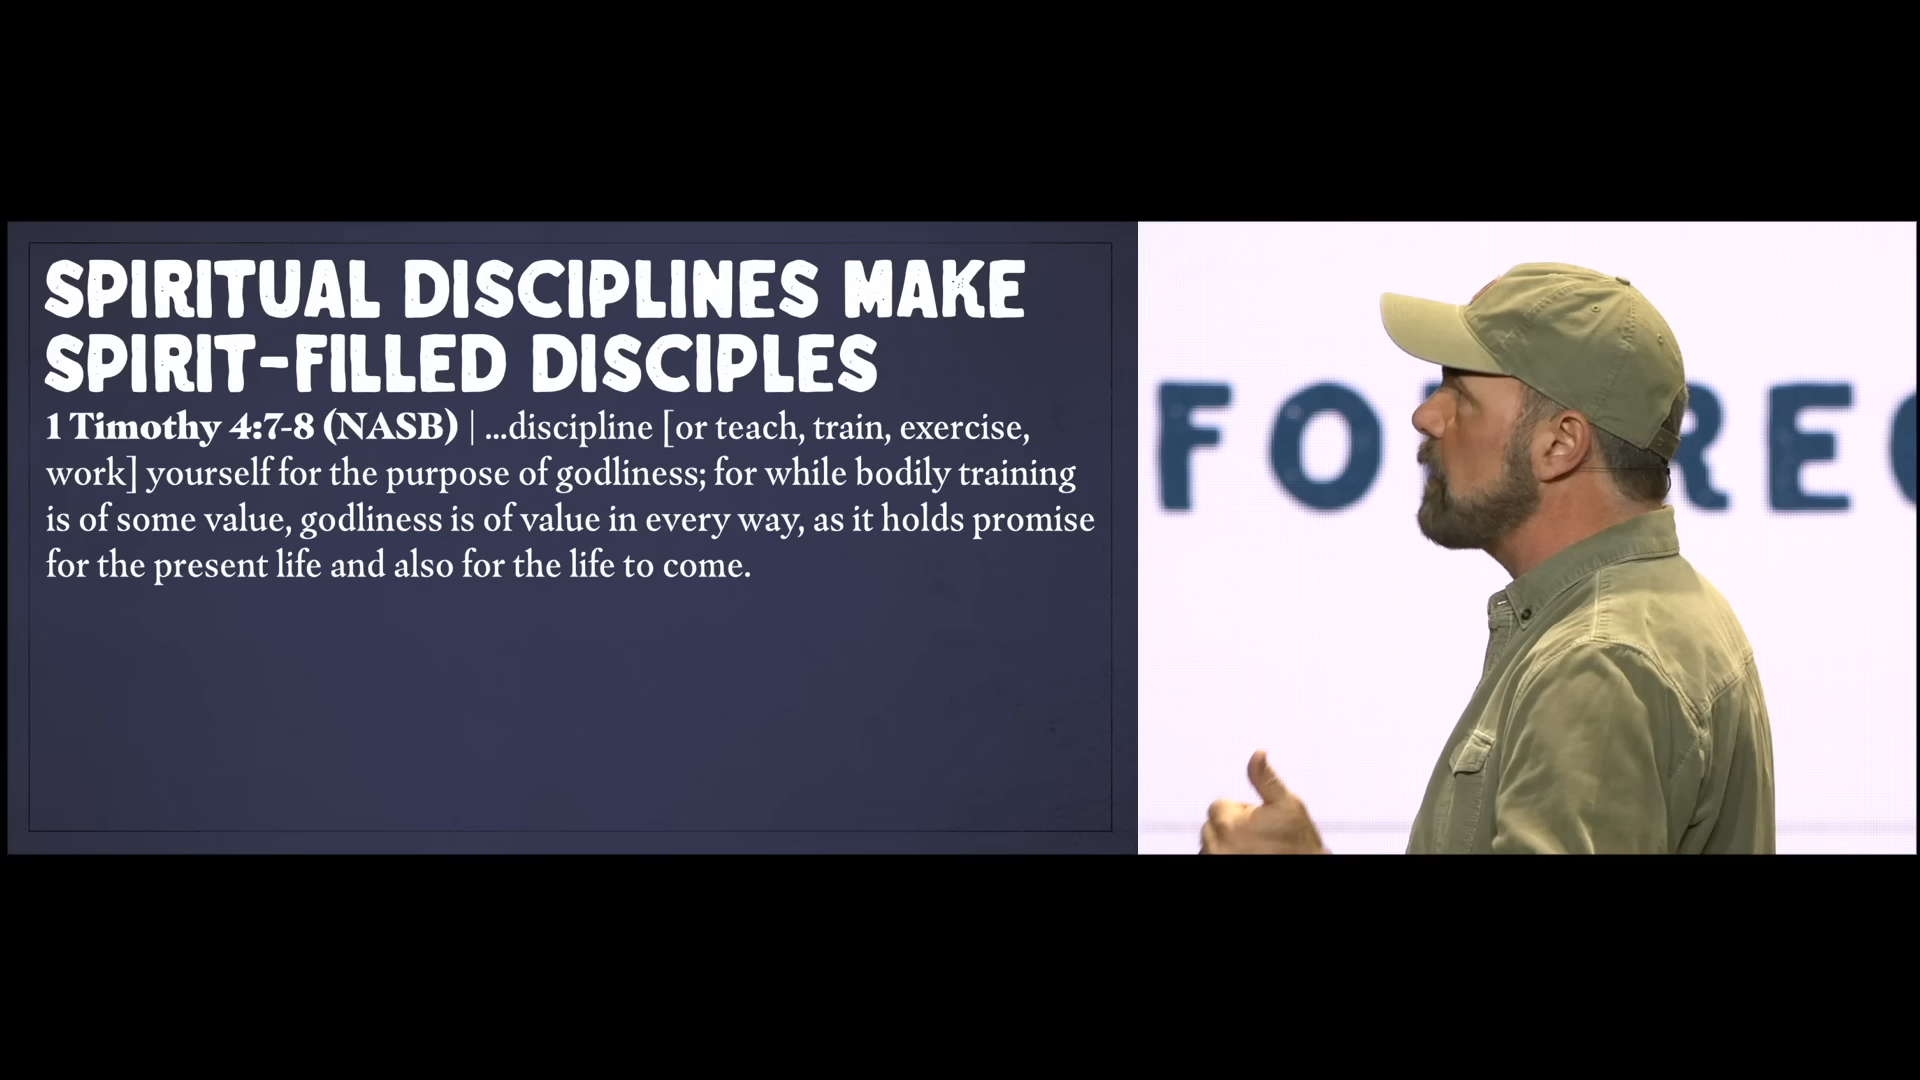 SPIRITUAL DISCIPLINES MAKE
SPIRIT-FILLED DISCIPLES
1 Timothy 4:7-8 (NASB) | ...discipline [or teach, train, exercise,
work] yourself for the purpose of godliness; for while bodily training
is of some value, godliness is of value in every way, as it holds promise
for the present life and also for the life to come.